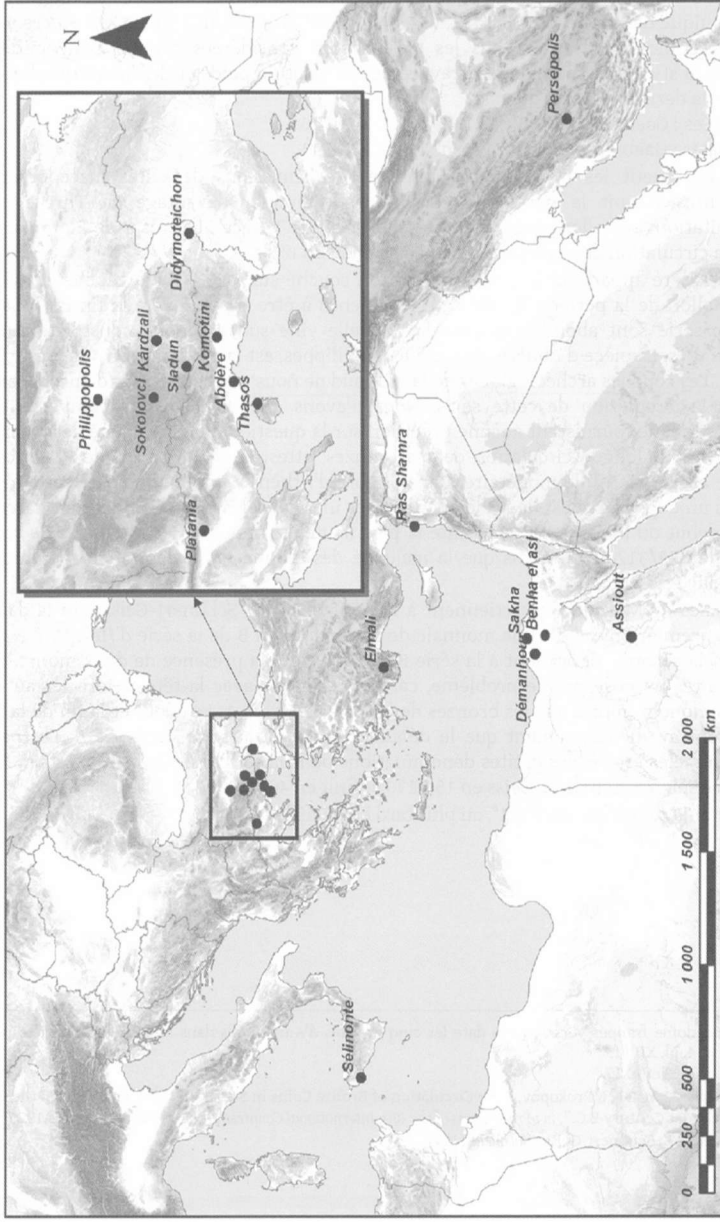 N
Philippopolis
Sokolovci
Kărdzali
Sladun
Didymoteichon
Komotini
Abdère
Thasos
Platania
Persépolis
Ras Shamra
Elmali
Sélinonte
Sakha
Démanhour
Benha el asl
Assiout
0 250 500 1 000 1 500 2 000
km